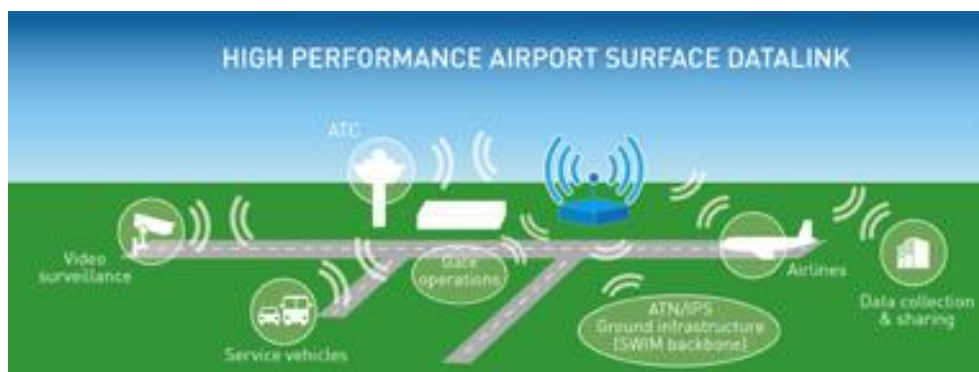 HIGH PERFORMANCE AIRPORT SURFACE DATALINK
ATC
Video
surveillance
Gate
operations
Airlines
Service vehicles
ATN/IPS
Ground infrastructure
(SWIM backbone)
Data collection
& sharing